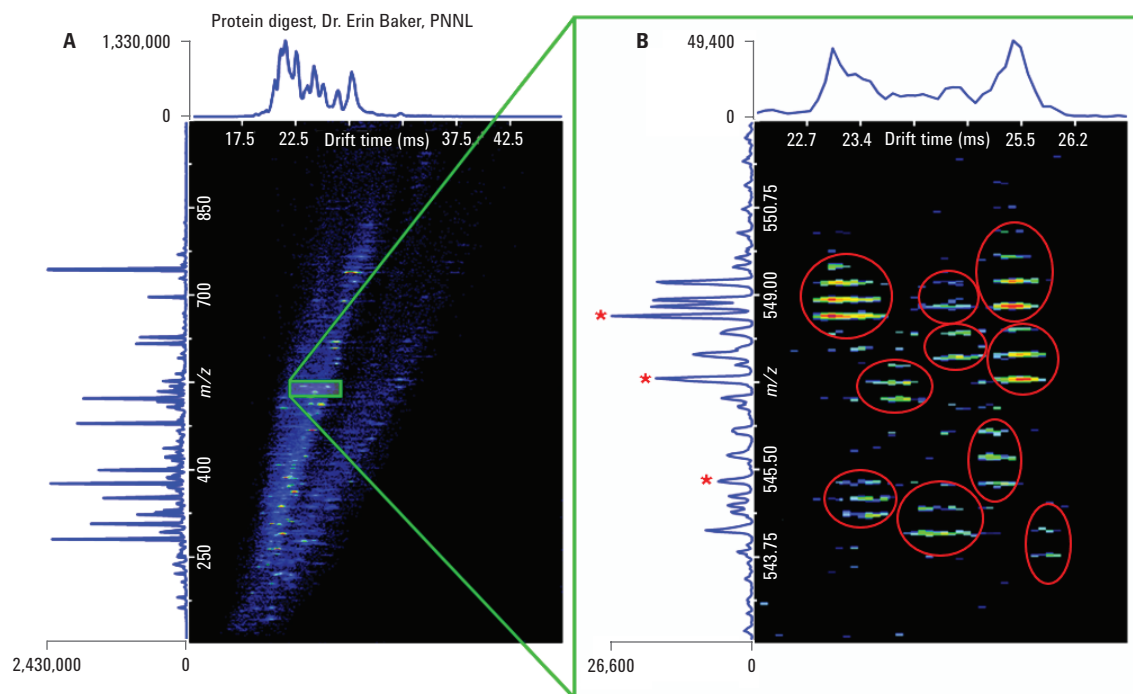 Protein digest, Dr. Erin Baker, PNNL
A
1,330,000
0
17.5 22.5 Drift time (ms) 37.5 42.5
850
700
m/z
400
250
2,430,000 0
B
49,400
0
22.7 23.4 Drift time (ms) 25.5 26.2
550.75
549.00
*
*
m/z
*
545.50
543.75
26,600 0